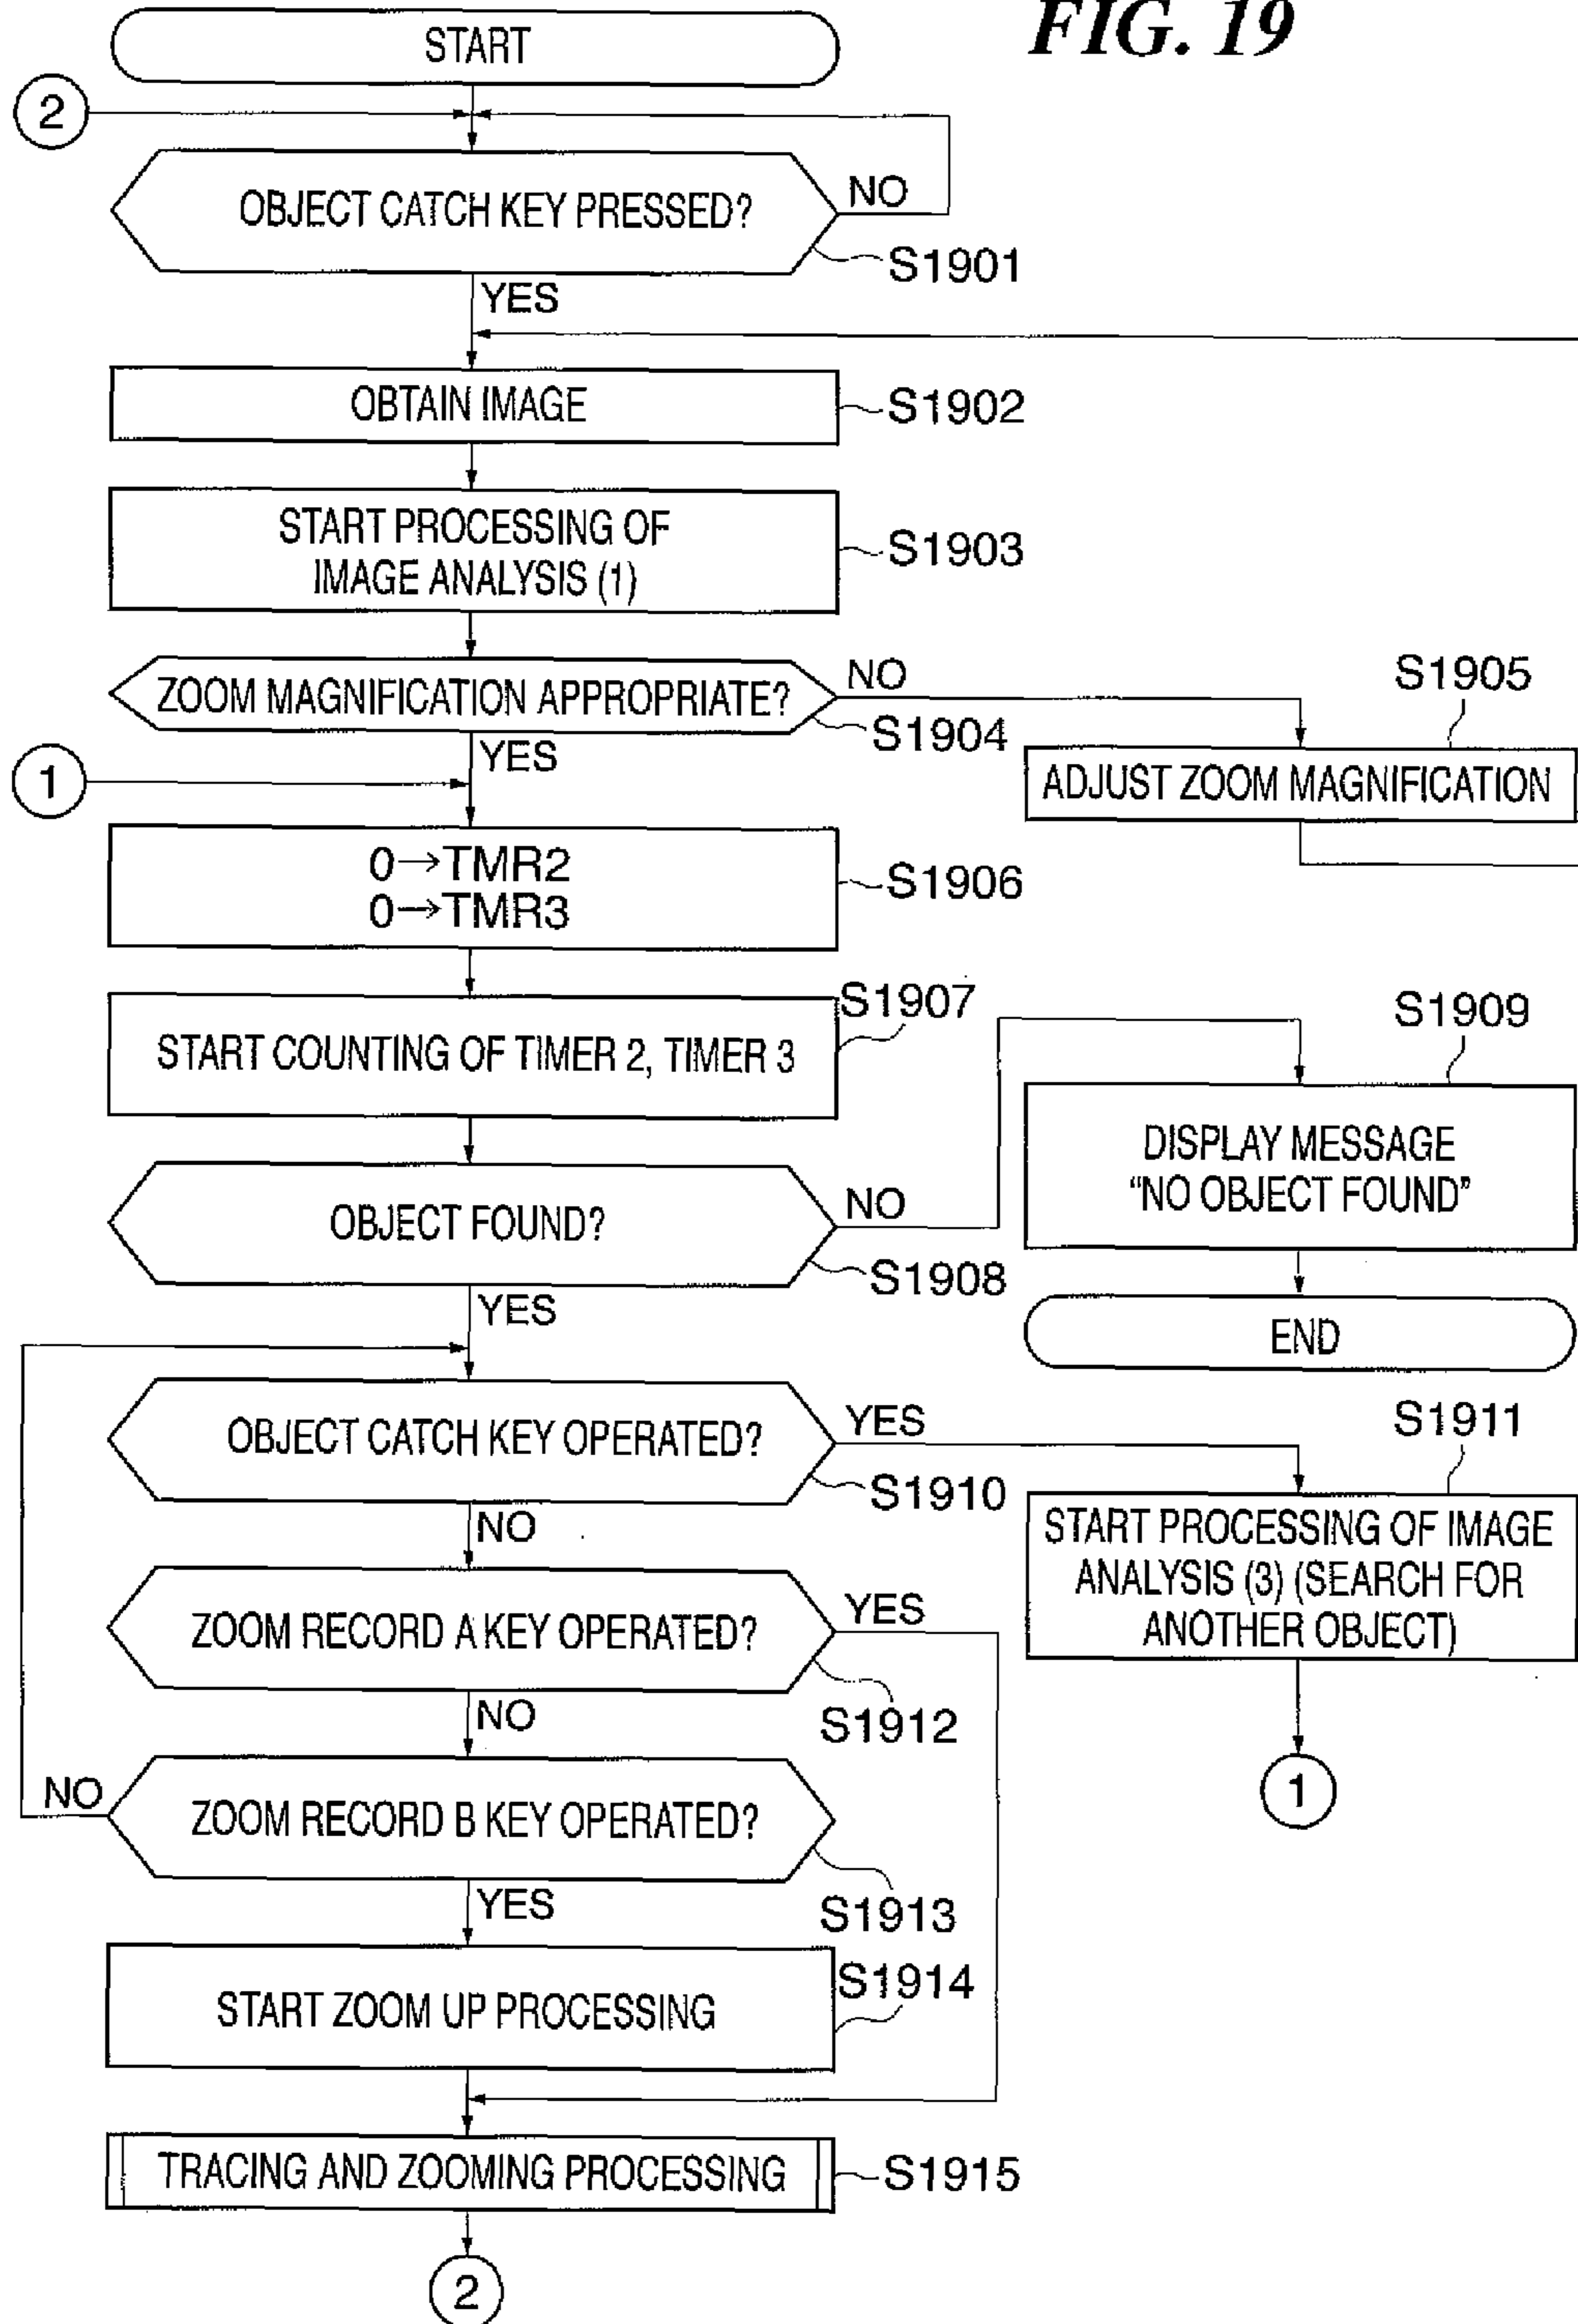 FIG. 19
START
2
OBJECT CATCH KEY PRESSED?
NO
S1901
YES
OBTAIN IMAGE
S1902
START PROCESSING OF
IMAGE ANALYSIS (1)
S1903
ZOOM MAGNIFICATION APPROPRIATE?
NO
S1904
YES
S1905
ADJUST ZOOM MAGNIFICATION
1
0→TMR2
0→TMR3
S1906
START COUNTING OF TIMER 2, TIMER 3
S1907
OBJECT FOUND?
NO
S1908
YES
S1909
DISPLAY MESSAGE
“NO OBJECT FOUND”
END
OBJECT CATCH KEY OPERATED?
YES
S1910
NO
S1911
START PROCESSING OF IMAGE
ANALYSIS (3) (SEARCH FOR
ANOTHER OBJECT)
1
ZOOM RECORD A KEY OPERATED?
YES
S1912
NO
ZOOM RECORD B KEY OPERATED?
NO
S1913
YES
START ZOOM UP PROCESSING
S1914
TRACING AND ZOOMING PROCESSING
S1915
2